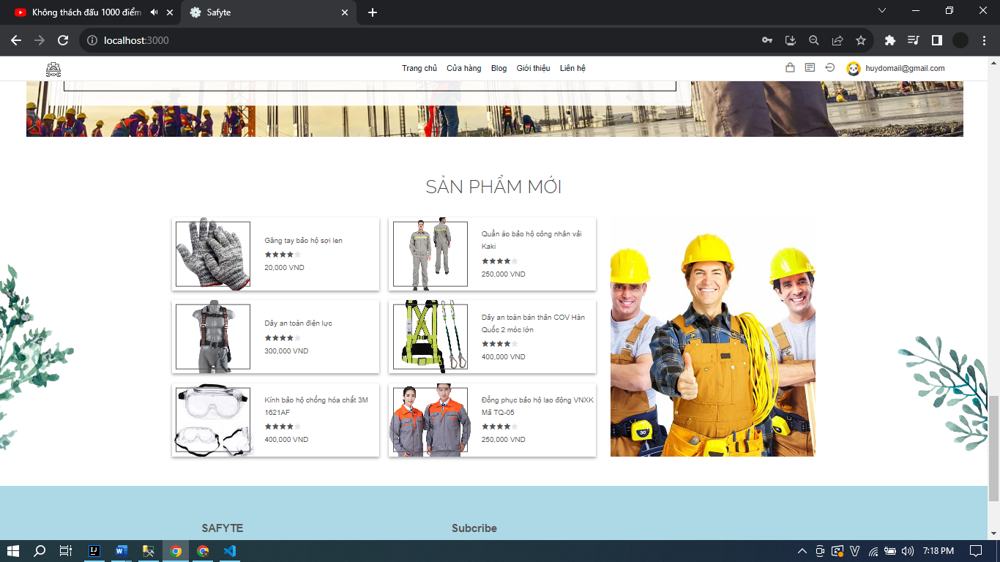 Không thách đấu 1000 điểm
Safyte
localhost:3000
Trang chủ
Cửa hàng
Blog
Giới thiệu
Liên hệ
huydomail@gmail.com
SẢN PHẨM MỚI
Găng tay bảo hộ sợi len
20,000 VND
Quần áo bảo hộ công nhân vải
Kaki
250,000 VND
Dây an toàn điện lực
300,000 VND
Dây an toàn bán thân COV Hàn
Quốc 2 móc lớn
400,000 VND
Kính bảo hộ chống hóa chất 3M
1621AF
400,000 VND
Đồng phục bảo hộ lao động VNXK
Mã TQ-05
250,000 VND
SAFYTE
Subcribe
7:18 PM